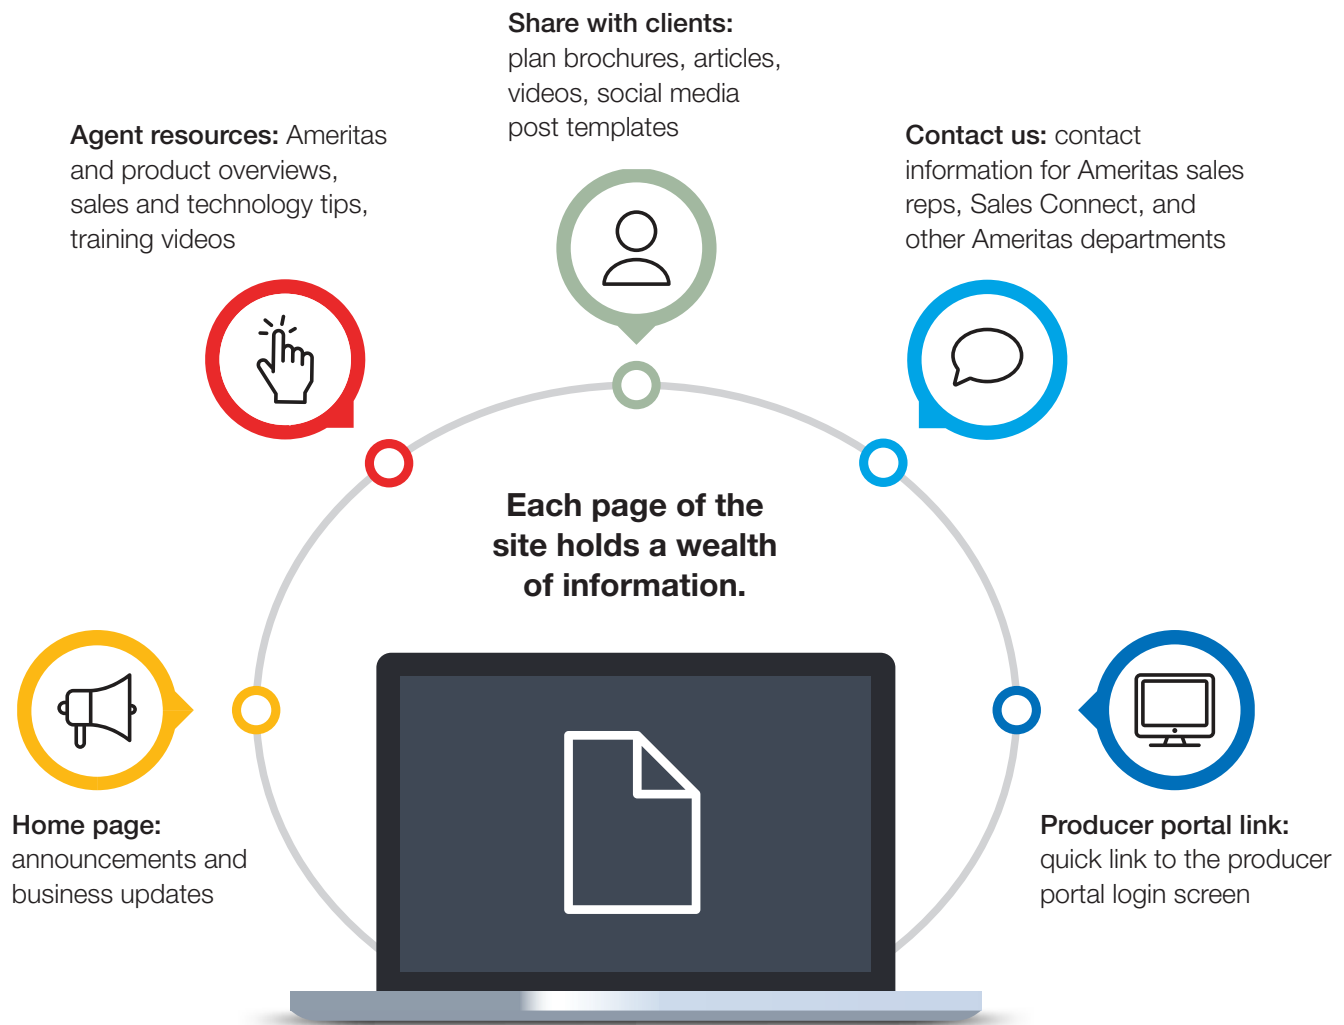 Share with clients:
plan brochures, articles,
videos, social media
post templates
Agent resources: Ameritas
and product overviews,
sales and technology tips,
training videos
Contact us: contact
information for Ameritas sales
reps, Sales Connect, and
other Ameritas departments
Each page of the
site holds a wealth
of information.
Home page:
announcements and
business updates
Producer portal link:
quick link to the producer
portal login screen